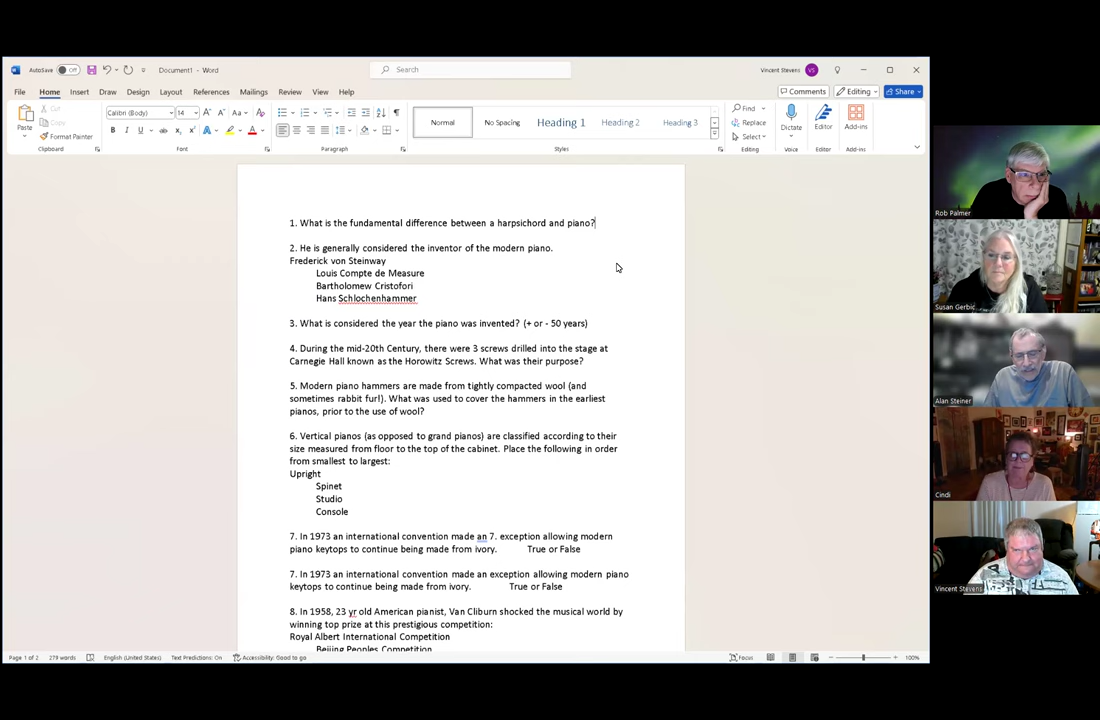 AutoSave Off Document1 - Word Search Vincent Stevens VS
File Home Insert Draw Design Layout References Mailings Review View Help Comments Editing Share
Paste Cut Copy Format Painter
Calibri (Body) 14
Normal No Spacing Heading 1 Heading 2 Heading 3
Find Replace Select
Dictate Editor Add-ins
Clipboard Font Paragraph Styles Editing Voice Editor Add-ins
1. What is the fundamental difference between a harpsichord and piano?
2. He is generally considered the inventor of the modern piano.
Frederick von Steinway
Louis Compte de Measure
Bartholomew Cristofori
Hans Schlochenhammer
3. What is considered the year the piano was invented? (+ or - 50 years)
4. During the mid-20th Century, there were 3 screws drilled into the stage at
Carnegie Hall known as the Horowitz Screws. What was their purpose?
5. Modern piano hammers are made from tightly compacted wool (and
sometimes rabbit fur!). What was used to cover the hammers in the earliest
pianos, prior to the use of wool?
6. Vertical pianos (as opposed to grand pianos) are classified according to their
size measured from floor to the top of the cabinet. Place the following in order
from smallest to largest:
Upright
Spinet
Studio
Console
7. In 1973 an international convention made an 7. exception allowing modern
piano keytops to continue being made from ivory. True or False
7. In 1973 an international convention made an exception allowing modern piano
keytops to continue being made from ivory. True or False
8. In 1958, 23 yr old American pianist, Van Cliburn shocked the musical world by
winning top prize at this prestigious competition:
Royal Albert International Competition
Beijing Peoples Competition
Page 1 of 2 279 words English (United States) Text Predictions: On Accessibility: Good to go Focus 100%
Rob Palmer
Susan Gerbic
Alan Steiner
Cindi
Vincent Stevens